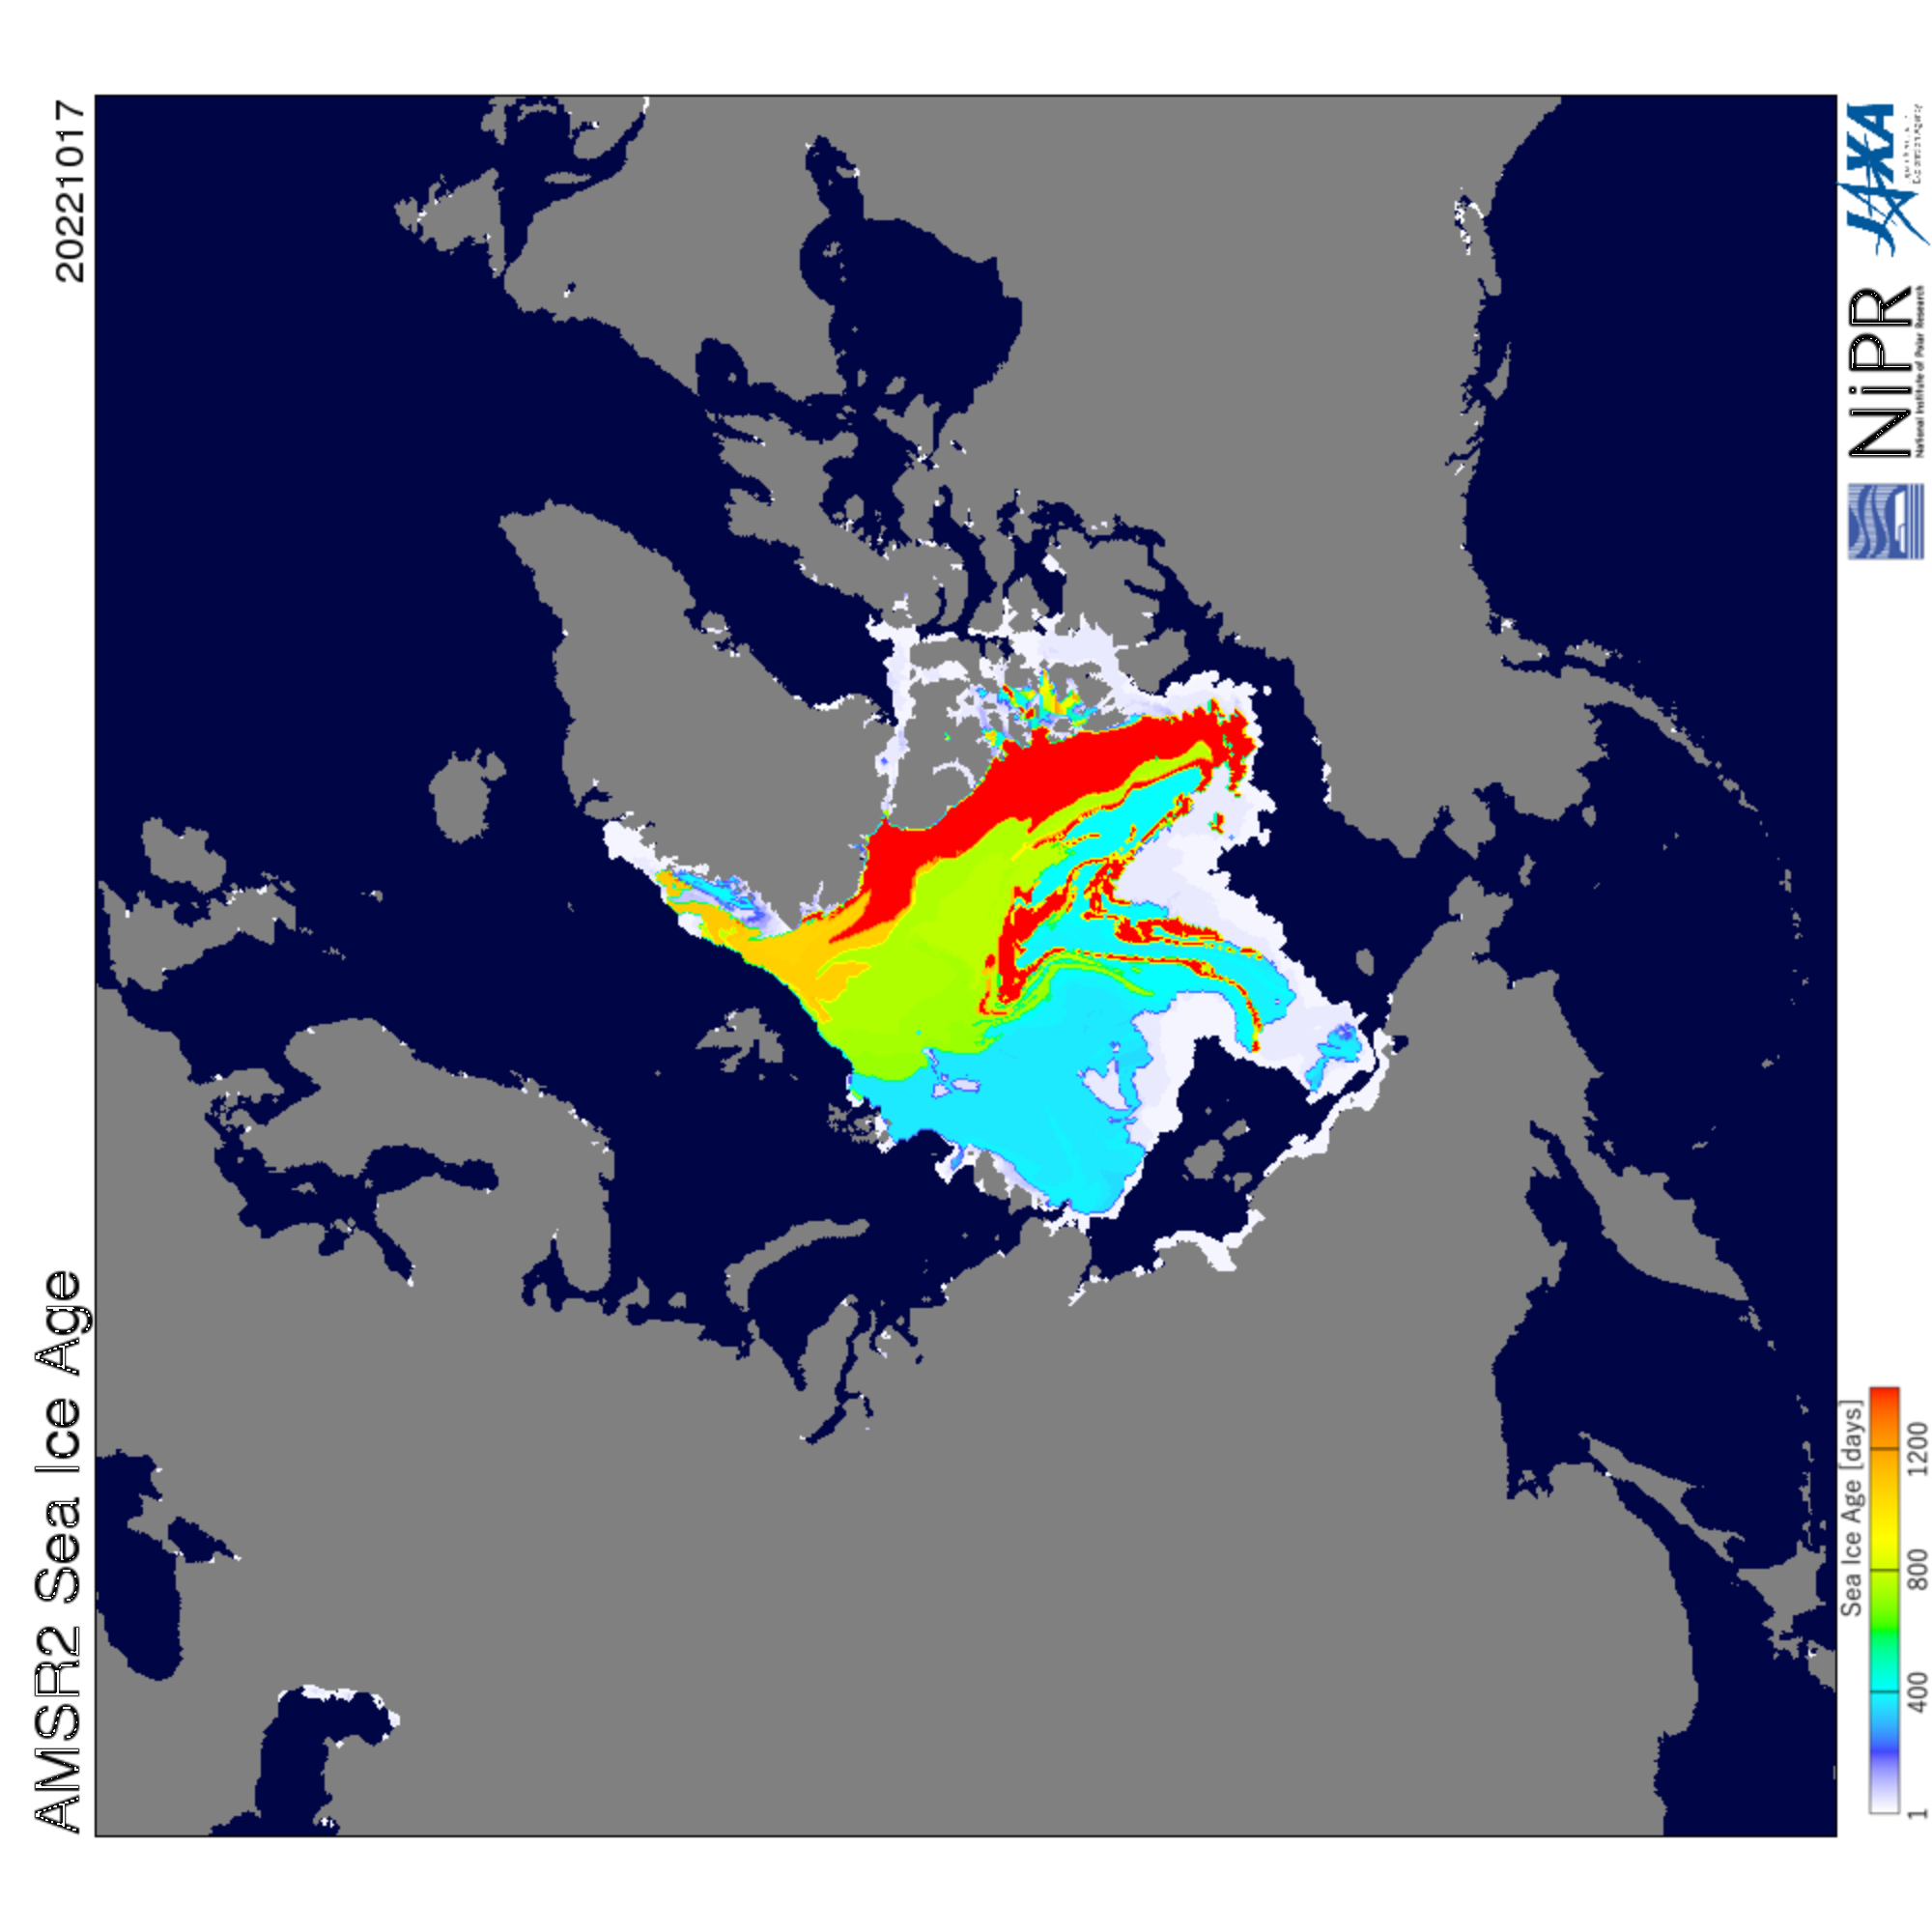 AMSR2 Sea Ice Age
20221017
Sea Ice Age [days]
1 400 800 1200
NiPR
National Institute of Polar Research
JAXA